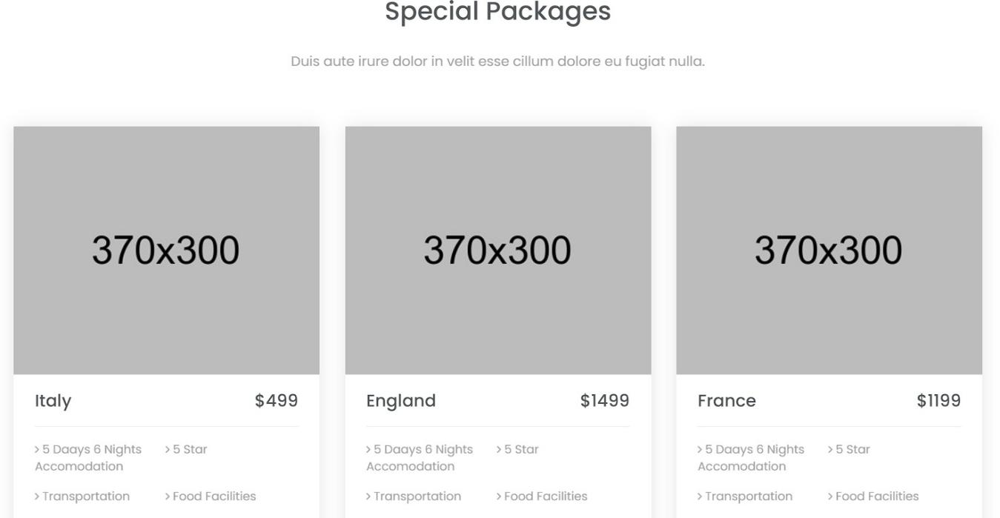 Special Packages
Duis aute irure dolor in velit esse cillum dolore eu fugiat nulla.
370x300
370x300
370x300
Italy $499
England $1499
France $1199
> 5 Daays 6 Nights
Accomodation
> 5 Star
> 5 Daays 6 Nights
Accomodation
> 5 Star
> 5 Daays 6 Nights
Accomodation
> 5 Star
> Transportation
> Food Facilities
> Transportation
> Food Facilities
> Transportation
> Food Facilities